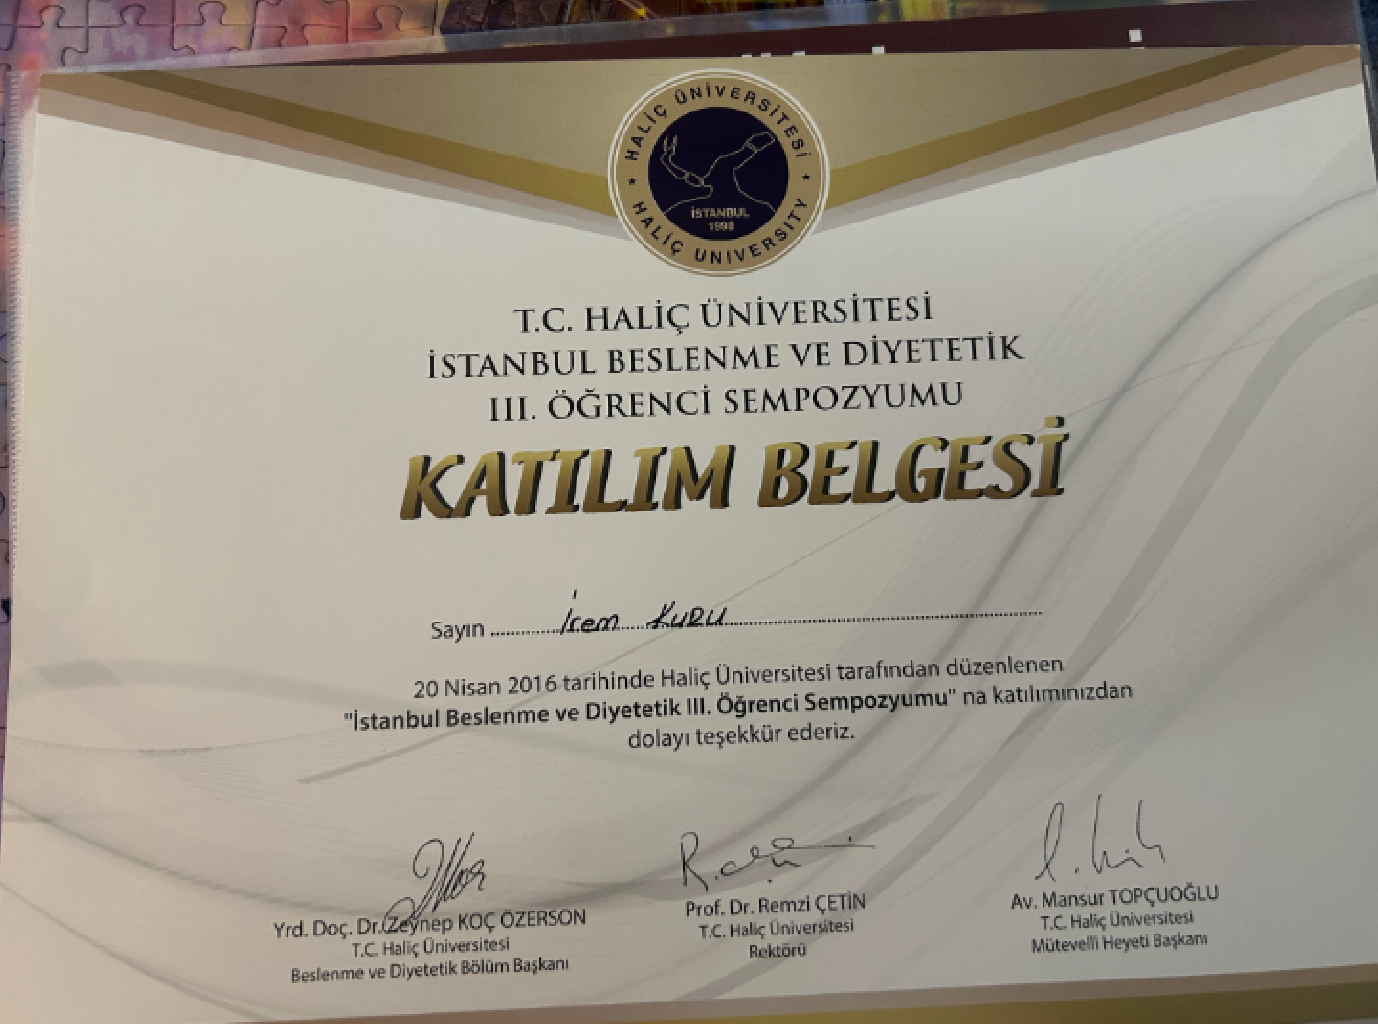 HALİÇ ÜNİVERSİTESİ
İSTANBUL
1998
HALİÇ UNIVERSITY
T.C. HALİÇ ÜNİVERSİTESİ
İSTANBUL BESLENME VE DİYETETİK
III. ÖĞRENCİ SEMPOZYUMU
KATILIM BELGESİ
Sayın İrem KURU
20 Nisan 2016 tarihinde Haliç Üniversitesi tarafından düzenlenen
"İstanbul Beslenme ve Diyetetik III. Öğrenci Sempozyumu" na katılımınızdan
dolayı teşekkür ederiz.
Yrd. Doç. Dr. Zeynep KOÇ ÖZERSON
T.C. Haliç Üniversitesi
Beslenme ve Diyetetik Bölüm Başkanı
Prof. Dr. Remzi ÇETİN
T.C. Haliç Üniversitesi
Rektörü
Av. Mansur TOPÇUOĞLU
T.C. Haliç Üniversitesi
Mütevelli Heyeti Başkanı